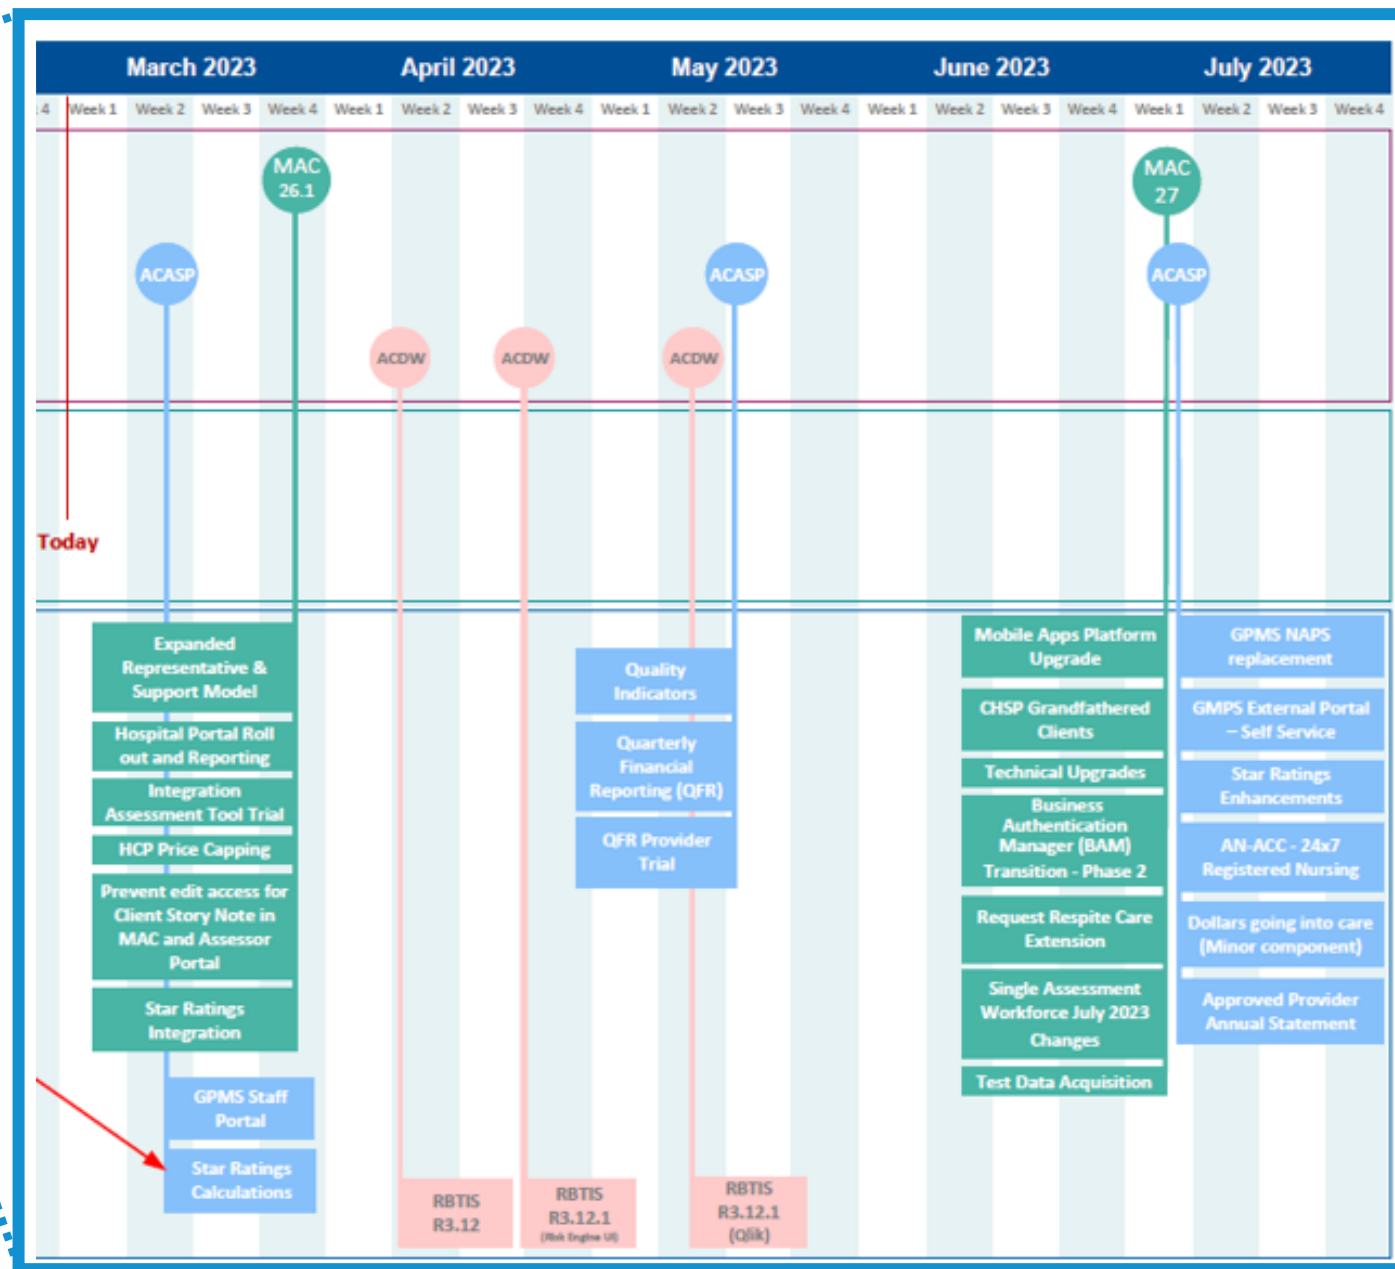 March 2023 April 2023 May 2023 June 2023 July 2023
4 Week 1 Week 2 Week 3 Week 4 Week 1 Week 2 Week 3 Week 4 Week 1 Week 2 Week 3 Week 4 Week 1 Week 2 Week 3 Week 4 Week 1 Week 2 Week 3 Week 4
MAC
26.1
MAC
27
ACASP
ACASP
ACASP
ACDW
ACDW
ACDW
Today
Expanded
Representative &
Support Model
Hospital Portal Roll
out and Reporting
Integration
Assessment Tool Trial
HCP Price Capping
Prevent edit access for
Client Story Note in
MAC and Assessor
Portal
Star Ratings
Integration
GPMS Staff
Portal
Star Ratings
Calculations
RBTIS
R3.12
RBTIS
R3.12.1
(Risk Engine UI)
Quality
Indicators
Quarterly
Financial
Reporting (QFR)
QFR Provider
Trial
RBTIS
R3.12.1
(Qlik)
Mobile Apps Platform
Upgrade
CHSP Grandfathered
Clients
Technical Upgrades
Business
Authentication
Manager (BAM)
Transition - Phase 2
Request Respite Care
Extension
Single Assessment
Workforce July 2023
Changes
Test Data Acquisition
GPMS NAPS
replacement
GMPS External Portal
– Self Service
Star Ratings
Enhancements
AN-ACC - 24x7
Registered Nursing
Dollars going into care
(Minor component)
Approved Provider
Annual Statement